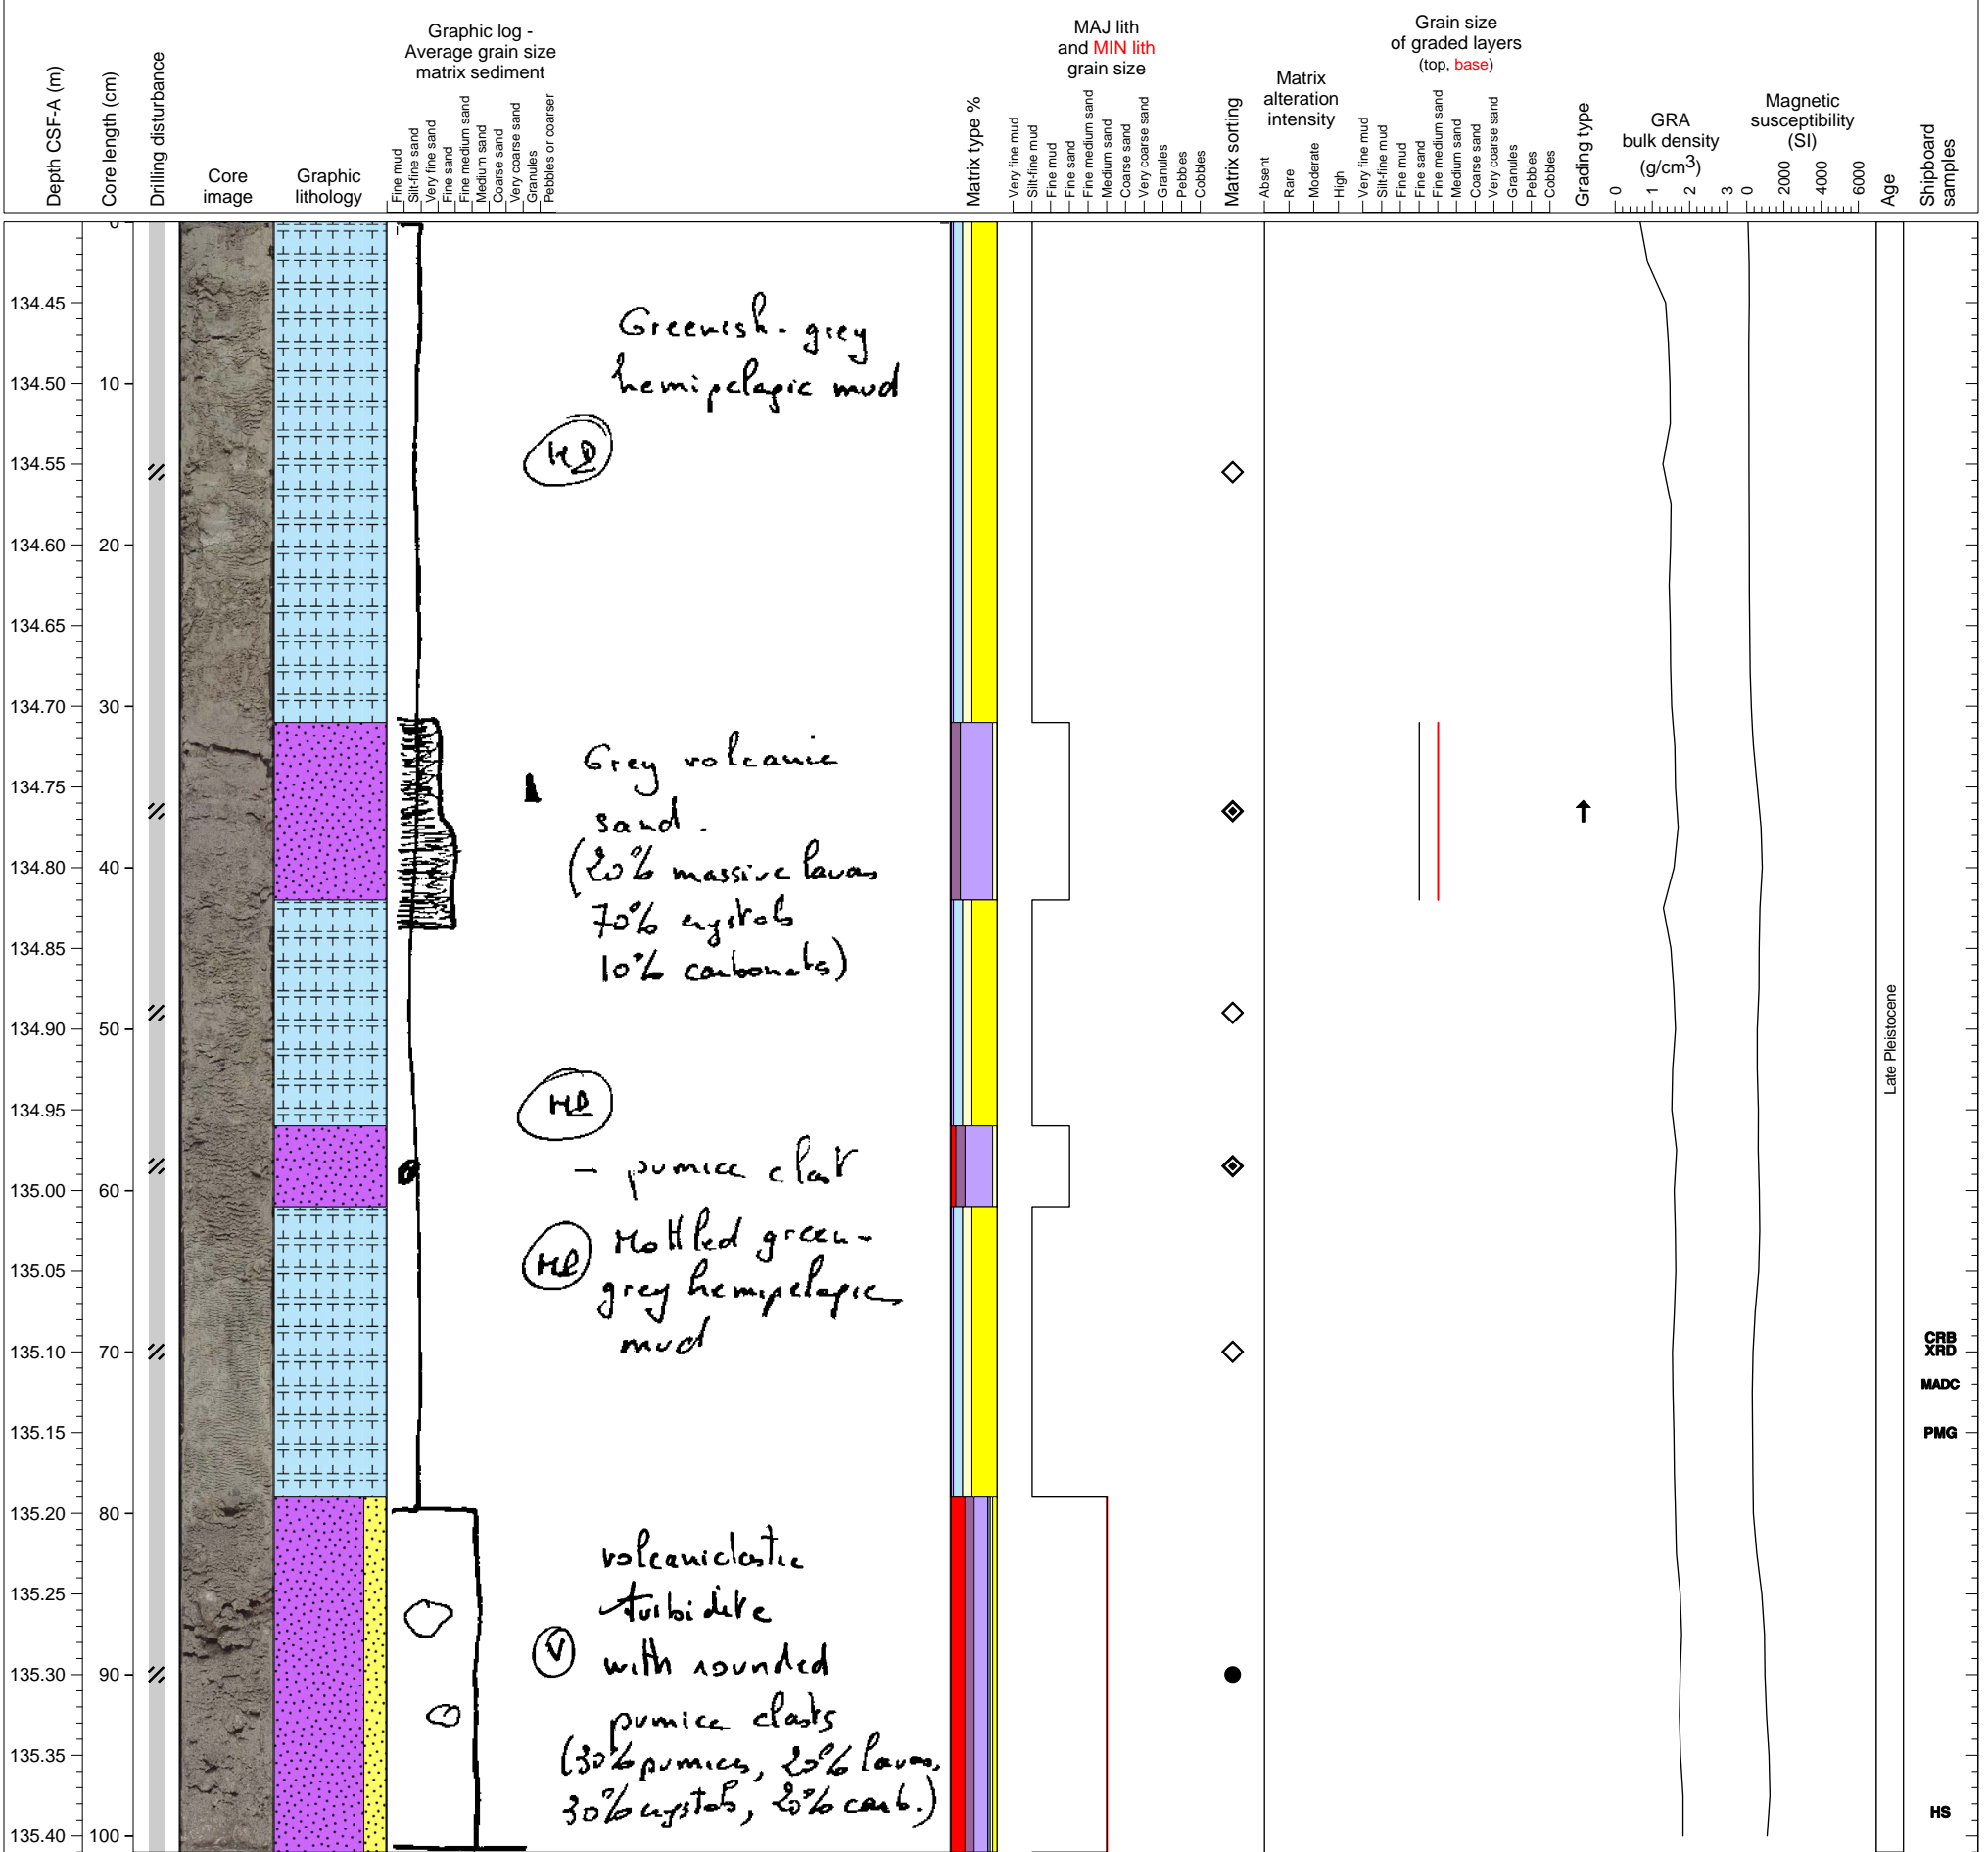 Graphic log -
Average grain size
matrix sediment
MAJ lith
and MIN lith
grain size
Grain size
of graded layers
(top, base)
Matrix
alteration
intensity
GRA
bulk density
(g/cm3)
Magnetic
susceptibility
(SI)
Depth CSF-A (m)
Core length (cm)
Drilling disturbance
Core
image
Graphic
lithology
Fine mud
Silt-fine sand
Very fine sand
Fine sand
Fine medium sand
Medium sand
Coarse sand
Very coarse sand
Granules
Pebbles or coarser
Matrix type %
Very fine mud
Silt-fine mud
Fine mud
Fine sand
Fine medium sand
Medium sand
Coarse sand
Very coarse sand
Granules
Pebbles
Cobbles
Matrix sorting
Absent
Rare
Moderate
High
Very fine mud
Silt-fine mud
Fine mud
Fine sand
Fine medium sand
Medium sand
Coarse sand
Very coarse sand
Granules
Pebbles
Cobbles
Grading type
0 1 2 3
0 2000 4000 6000
Age
Shipboard
samples
0
134.45
134.50 10
134.55
134.60 20
134.65
134.70 30
134.75
134.80 40
134.85
134.90 50
134.95
135.00 60
135.05
135.10 70
135.15
135.20 80
135.25
135.30 90
135.35
135.40 100
Greenish-grey
hemipelagic mud
Grey volcanic
sand.
(20% massive lavas
70% crystals
10% carbonats)
- pumice clast
Mottled green-
grey hemipelagic
mud
volcaniclastic
turbidite
V with rounded
pumice clasts
(30% pumices, 20% lavas,
30% crystals, 20% carb.)
Late Pleistocene
CRB
XRD
MADC
PMG
HS